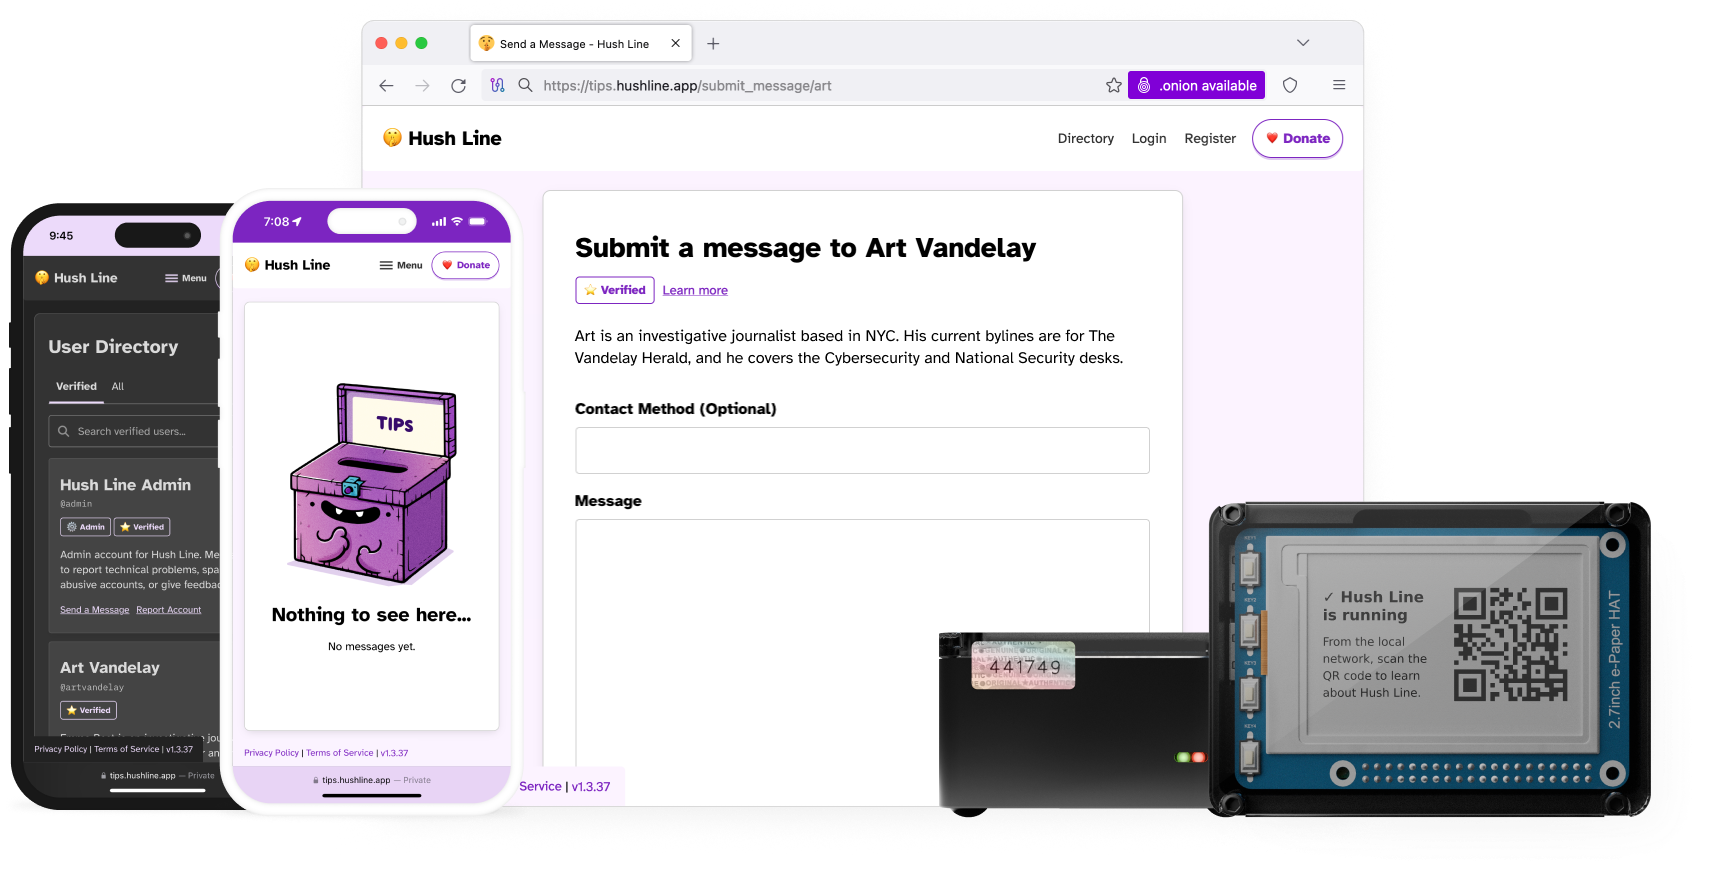 Send a Message - Hush Line
https://tips.hushline.app/submit_message/art
.onion available
Hush Line
Directory
Login
Register
Donate
Submit a message to Art Vandelay
Verified
Learn more
Art is an investigative journalist based in NYC. His current bylines are for The
Vandelay Herald, and he covers the Cybersecurity and National Security desks.
Contact Method (Optional)
Message
Service | v1.3.37
9:45
Hush Line
Menu
User Directory
Verified
All
Search verified users...
Hush Line Admin
@admin
Admin
Verified
Admin account for Hush Line.
to report technical problems,
abusive accounts, or give
Send a Message
Report Account
Art Vandelay
@artvandelay
Verified
Privacy Policy | Terms of Service | v1.3.37
tips.hushline.app — Private
7:08
Hush Line
Menu
Donate
TIPS
Nothing to see here...
No messages yet.
Privacy Policy | Terms of Service | v1.3.37
tips.hushline.app — Private
441749
KEY1
KEY2
KEY3
KEY4
✓ Hush Line
is running
From the local
network, scan the
QR code to learn
about Hush Line.
2.7inch e-Paper HAT